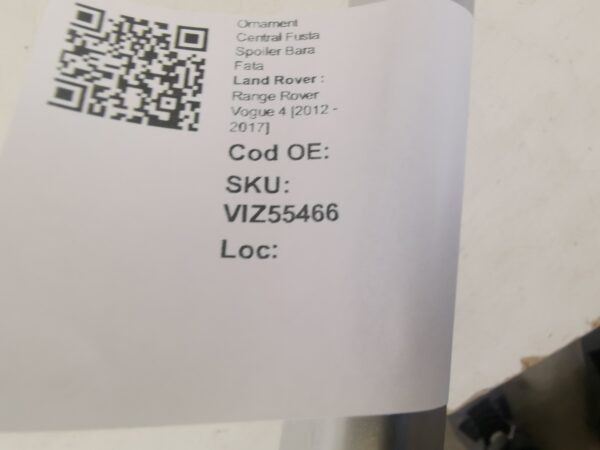 Ornament
Central Fusta
Spoiler Bara
Fata
Land Rover :
Range Rover
Vogue 4 [2012 -
2017]
Cod OE:
SKU:
VIZ55466
Loc: